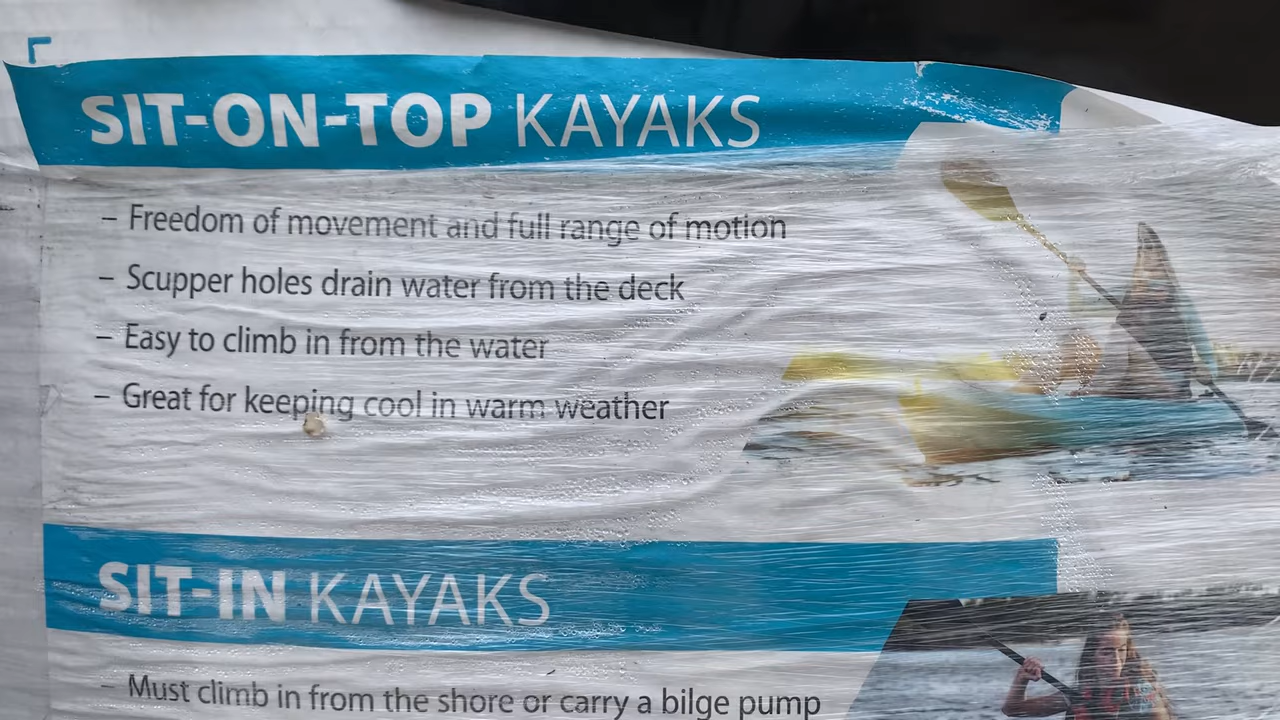 SIT-ON-TOP KAYAKS
– Freedom of movement and full range of motion
– Scupper holes drain water from the deck
– Easy to climb in from the water
– Great for keeping cool in warm weather
SIT-IN KAYAKS
– Must climb in from the shore or carry a bilge pump